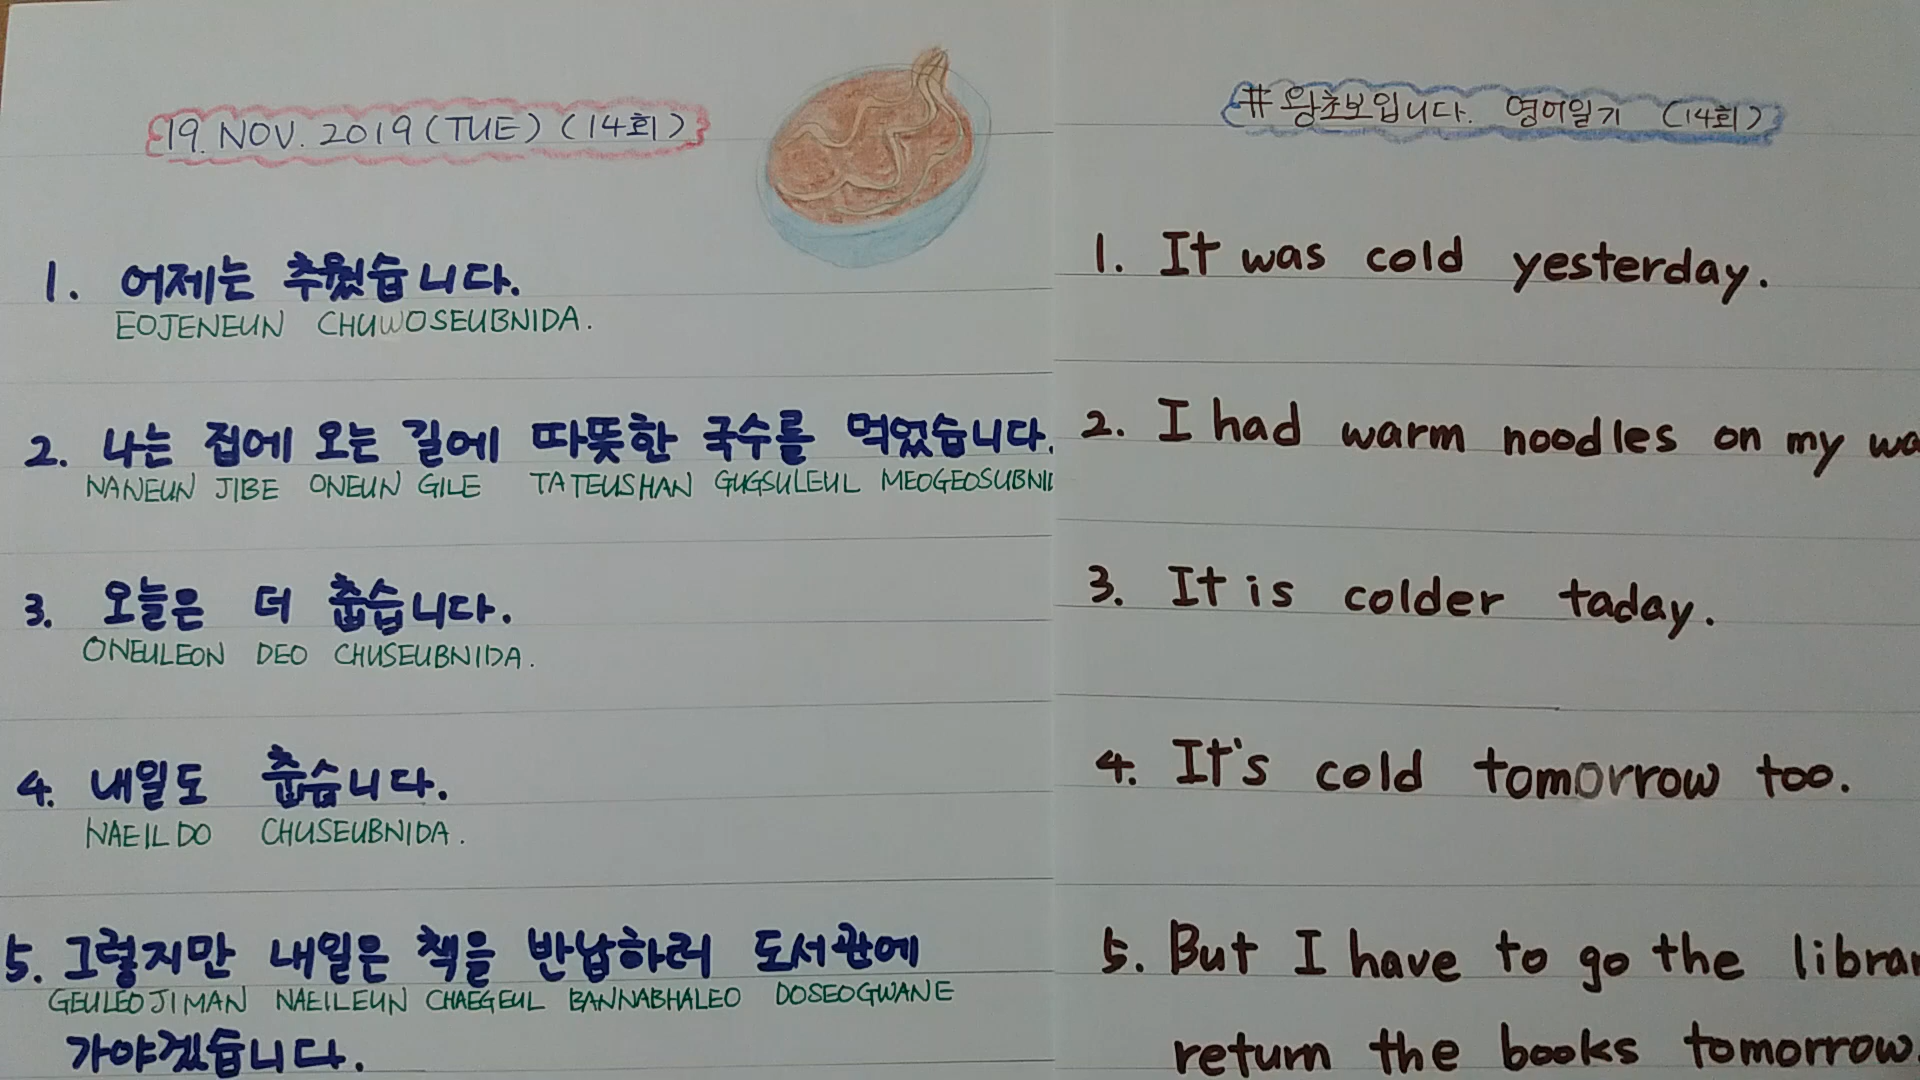 19. NOV. 2019 (TUE) (14회)
1. 어제는 추웠습니다.
EOJENEUN CHUWOSEUBNIDA.
2. 나는 집에 오는 길에 따뜻한 국수를 먹었습니다.
NANEUN JIBE ONEUN GILE TATEUSHAN GUGSULEUL MEOGEOSUBNI
3. 오늘은 더 춥습니다.
ONEULEON DEO CHUSEUBNIDA.
4. 내일도 춥습니다.
NAEILDO CHUSEUBNIDA.
5. 그렇지만 내일은 책을 반납하러 도서관에
GEULEOJIMAN NAEILEUN CHAEGEUL BANNABHALEO DOSEOGWANE
가야겠습니다.
#왕초보입니다. 영어일기 (14회)
1. It was cold yesterday.
2. I had warm noodles on my wa
3. It is colder taday.
4. It's cold tomorrow too.
5. But I have to go the librar
return the books tomorrow.